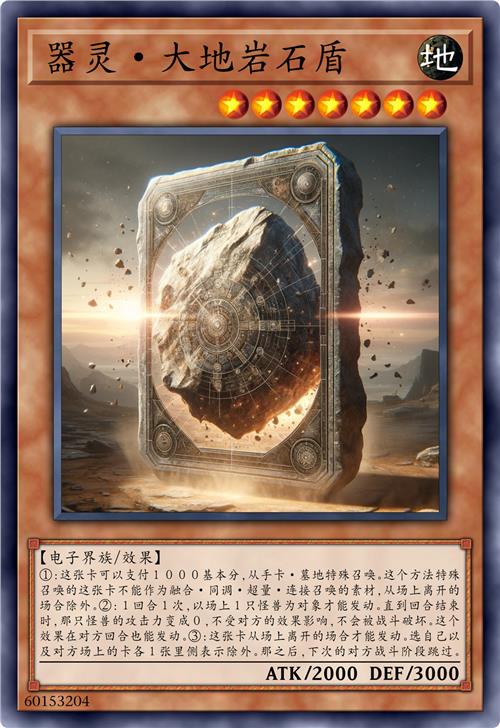 器灵·大地岩石盾
地
【电子界族/效果】
①:这张卡可以支付1000基本分,从手卡·墓地特殊召唤。这个方法特殊
召唤的这张卡不能作为融合·同调·超量·连接召唤的素材,从场上离开的
场合除外。②:1回合1次,以场上1只怪兽为对象才能发动。直到回合结束
时,那只怪兽的攻击力变成0,不受对方的效果影响,不会被战斗破坏。这个
效果在对方回合也能发动。③:这张卡从场上离开的场合才能发动。选自己以
及对方场上的卡各1张里侧表示除外。那之后,下次的对方战斗阶段跳过。
ATK/2000 DEF/3000
60153204